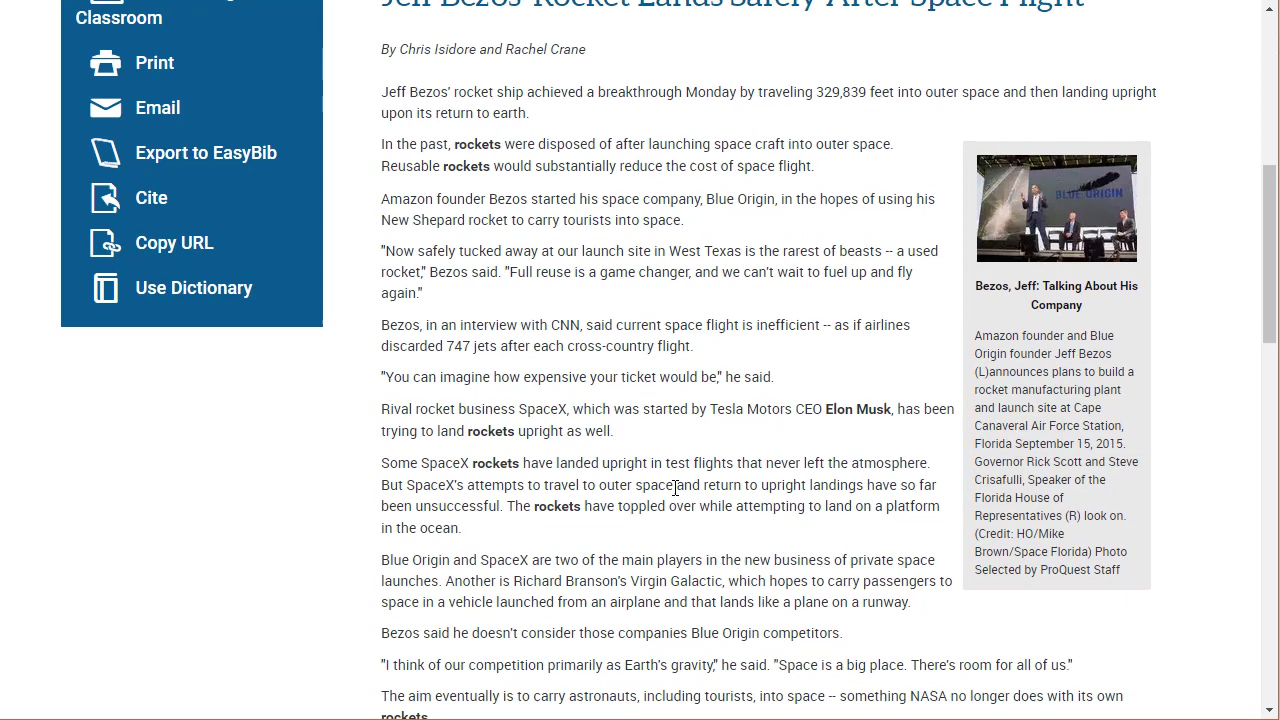 Classroom
Print
Email
Export to EasyBib
Cite
Copy URL
Use Dictionary
Jeff Bezos' Rocket Lands Safely After Space Flight
By Chris Isidore and Rachel Crane
Jeff Bezos' rocket ship achieved a breakthrough Monday by traveling 329,839 feet into outer space and then landing upright
upon its return to earth.
In the past, rockets were disposed of after launching space craft into outer space.
Reusable rockets would substantially reduce the cost of space flight.
Amazon founder Bezos started his space company, Blue Origin, in the hopes of using his
New Shepard rocket to carry tourists into space.
"Now safely tucked away at our launch site in West Texas is the rarest of beasts -- a used
rocket," Bezos said. "Full reuse is a game changer, and we can't wait to fuel up and fly
again."
Bezos, in an interview with CNN, said current space flight is inefficient -- as if airlines
discarded 747 jets after each cross-country flight.
"You can imagine how expensive your ticket would be," he said.
Rival rocket business SpaceX, which was started by Tesla Motors CEO Elon Musk, has been
trying to land rockets upright as well.
Some SpaceX rockets have landed upright in test flights that never left the atmosphere.
But SpaceX's attempts to travel to outer space and return to upright landings have so far
been unsuccessful. The rockets have toppled over while attempting to land on a platform
in the ocean.
Blue Origin and SpaceX are two of the main players in the new business of private space
launches. Another is Richard Branson's Virgin Galactic, which hopes to carry passengers to
space in a vehicle launched from an airplane and that lands like a plane on a runway.
Bezos said he doesn't consider those companies Blue Origin competitors.
"I think of our competition primarily as Earth's gravity," he said. "Space is a big place. There's room for all of us."
The aim eventually is to carry astronauts, including tourists, into space -- something NASA no longer does with its own
rockets.
BLUE ORIGIN
Bezos, Jeff: Talking About His
Company
Amazon founder and Blue
Origin founder Jeff Bezos
(L)announces plans to build a
rocket manufacturing plant
and launch site at Cape
Canaveral Air Force Station,
Florida September 15, 2015.
Governor Rick Scott and Steve
Crisafulli, Speaker of the
Florida House of
Representatives (R) look on.
(Credit: HO/Mike
Brown/Space Florida) Photo
Selected by ProQuest Staff